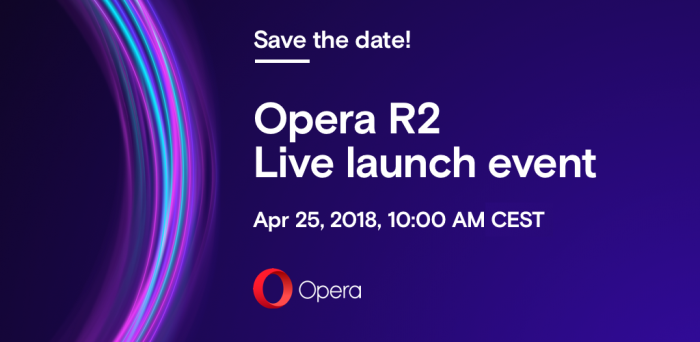 Save the date!
Opera R2
Live launch event
Apr 25, 2018, 10:00 AM CEST
Opera